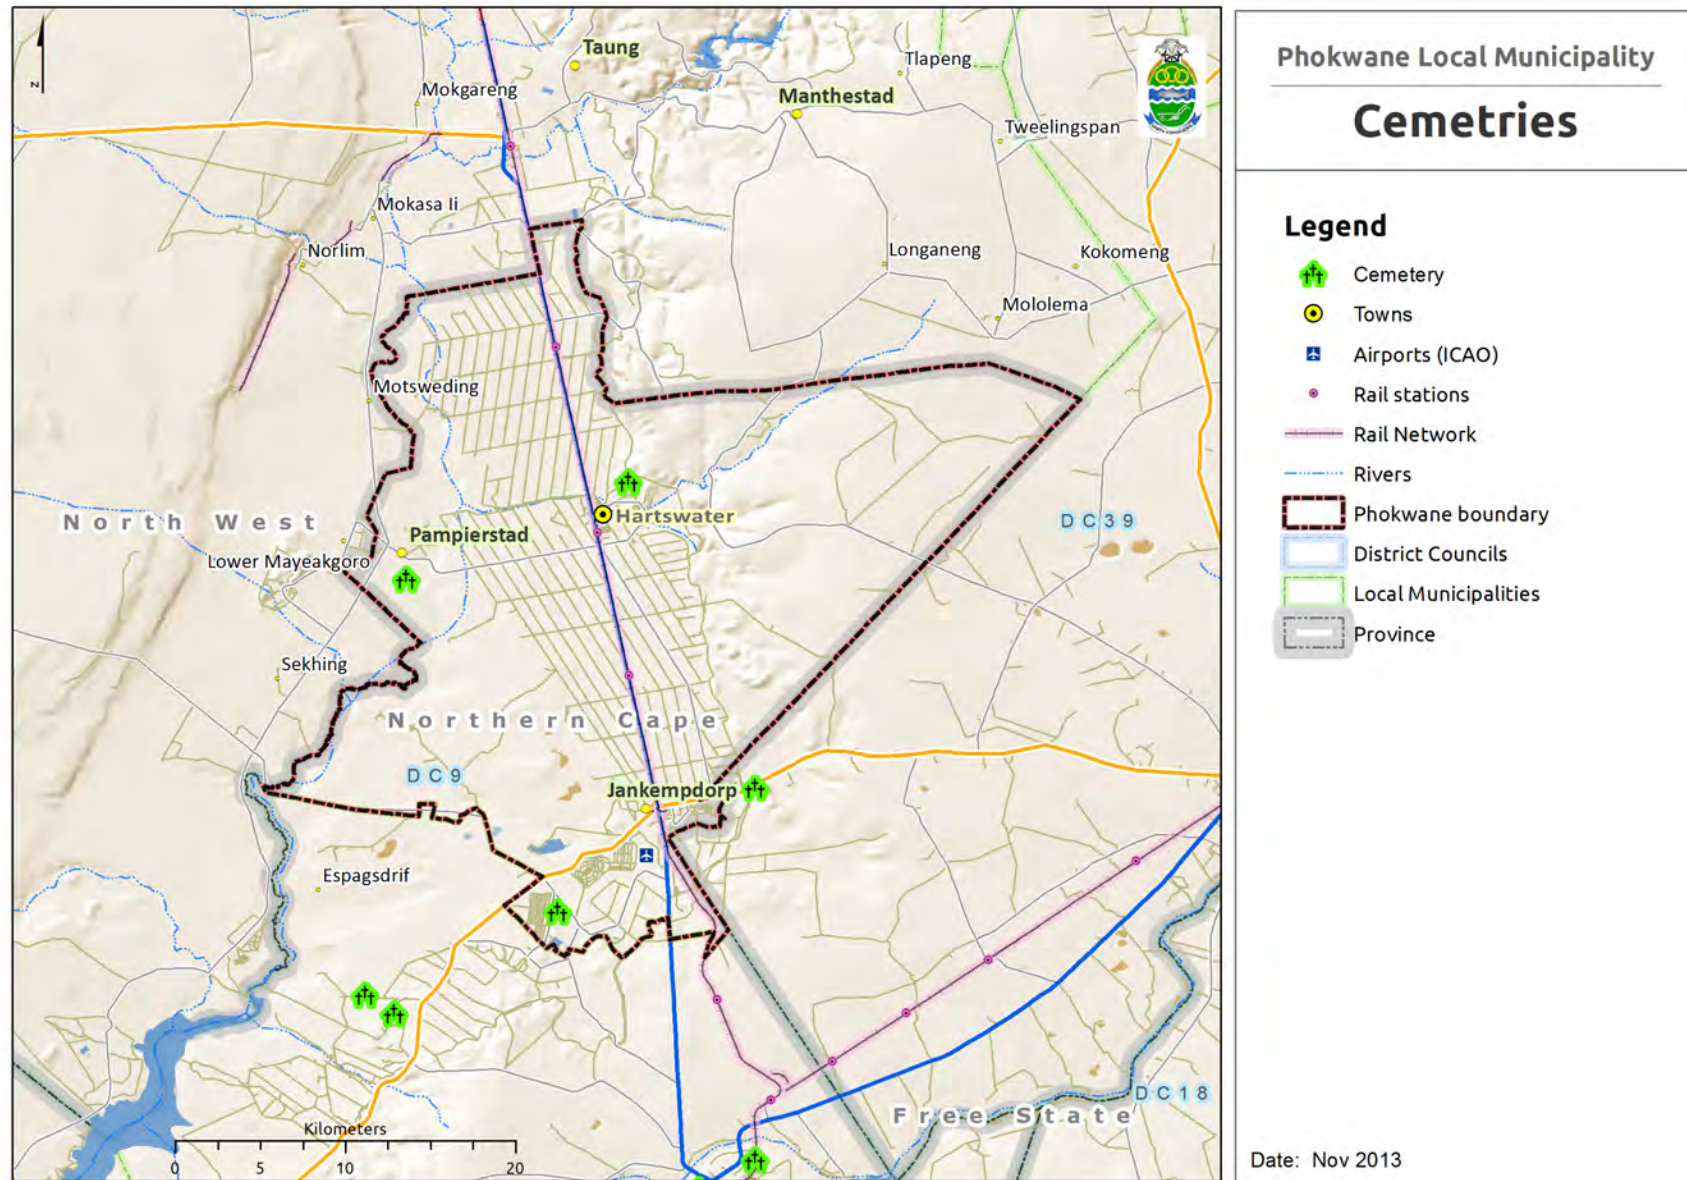 Phokwane Local Municipality
Cemetries
Legend
Cemetery
Towns
Airports (ICAO)
Rail stations
Rail Network
Rivers
Phokwane boundary
District Councils
Local Municipalities
Province
Date: Nov 2013
z
Taung
Tlapeng
Mokgareng
Manthestad
Tweelingspan
Mokasa Ii
Norlim
Longaneng
Kokomeng
Mololema
Motsweding
North West
Hartswater
DC39
Pampierstad
Lower Mayeakgoro
Sekhing
Northern Cape
DC9
Jankempdorp
Espagsdrif
Free State
DC18
Kilometers
0 5 10 20